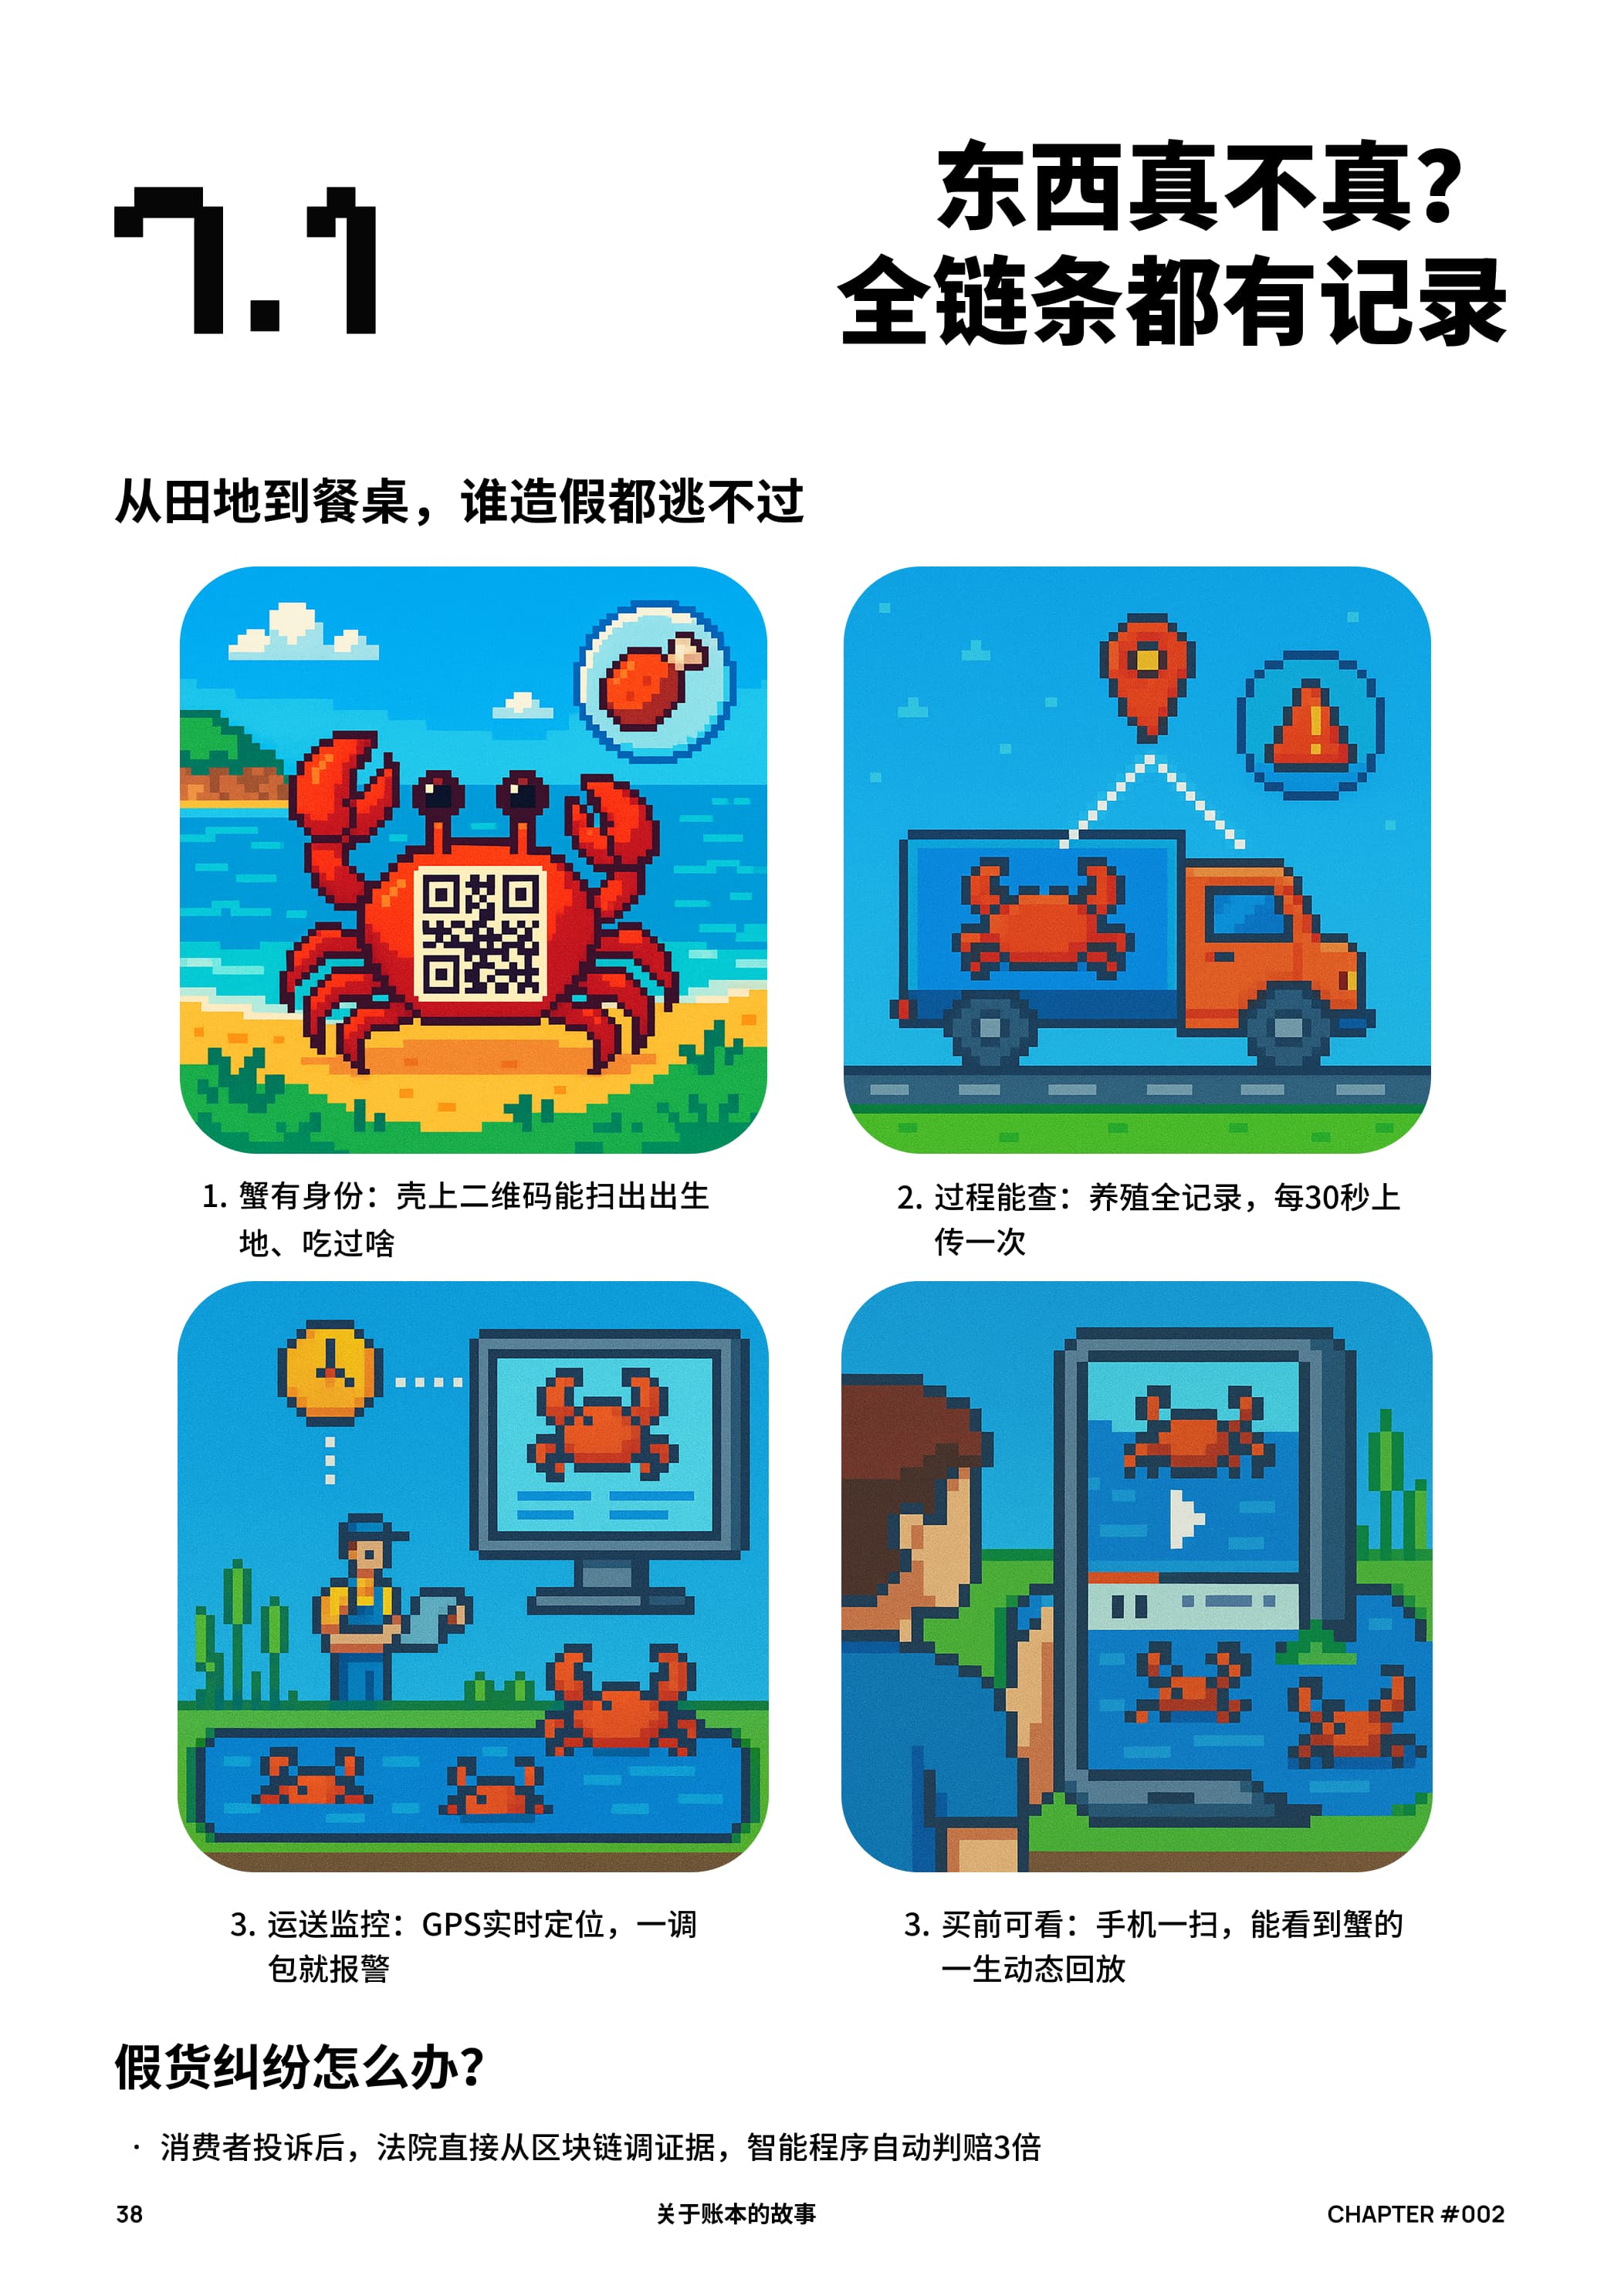 7.1
东西真不真?
全链条都有记录
从田地到餐桌，谁造假都逃不过
1. 蟹有身份：壳上二维码能扫出出生
地、吃过啥
2. 过程能查：养殖全记录，每30秒上
传一次
3. 运送监控：GPS实时定位，一调
包就报警
3. 买前可看：手机一扫，能看到蟹的
一生动态回放
假货纠纷怎么办?
· 消费者投诉后，法院直接从区块链调证据，智能程序自动判赔3倍
38
关于账本的故事
CHAPTER #002